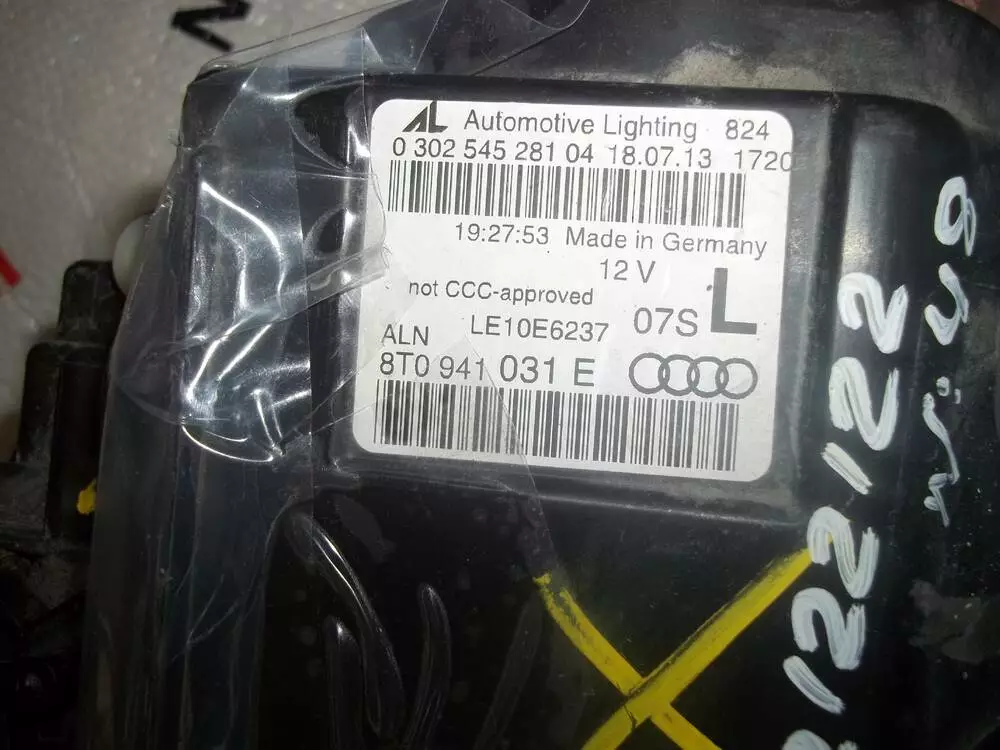 AL Automotive Lighting 824
0 302 545 281 04 18.07.13 1720
19:27:53 Made in Germany
12 V
not CCC-approved
L
ALN LE10E6237 07S
8T0 941 031 E